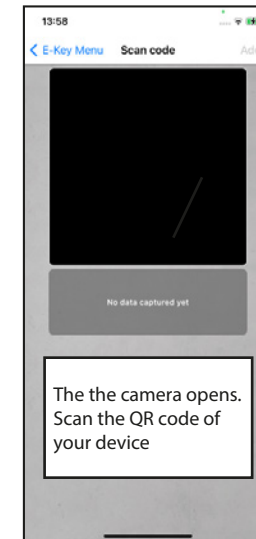 13:58
E-Key Menu Scan code Add
No data captured yet
The the camera opens.
Scan the QR code of
your device